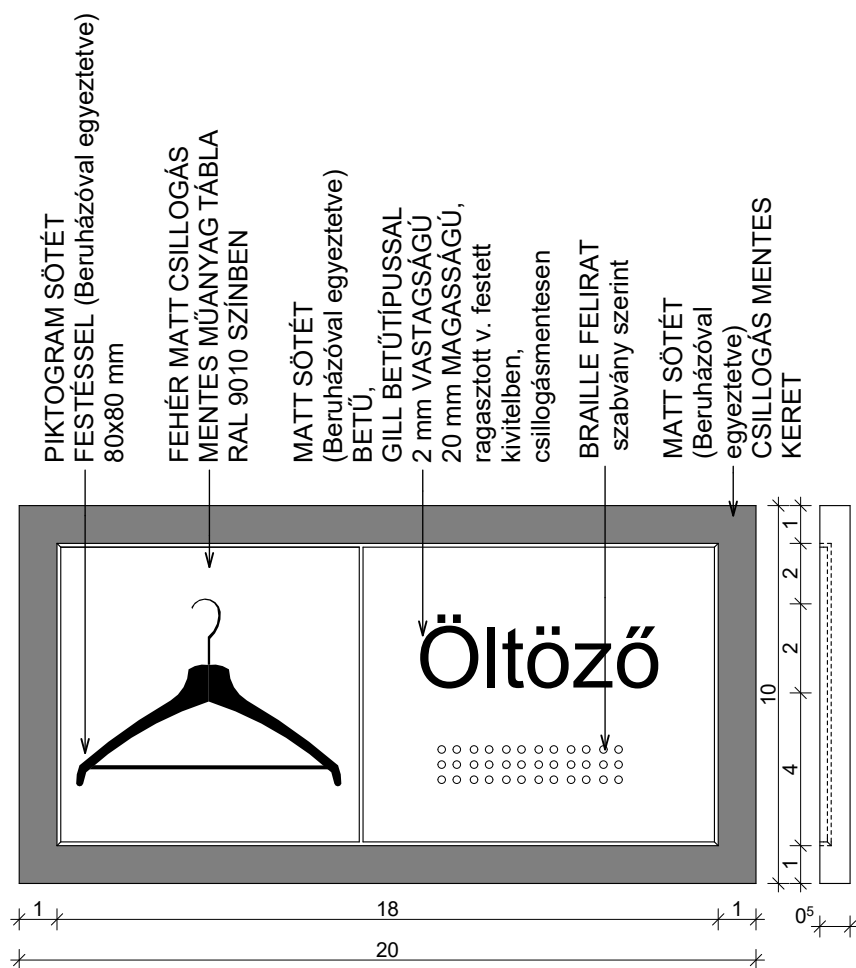 PIKTOGRAM SÖTÉT
FESTÉSSEL (Beruházóval egyeztetve)
80x80 mm
FEHÉR MATT CSILLOGÁS
MENTES MŰANYAG TÁBLA
RAL 9010 SZÍNBEN
MATT SÖTÉT
(Beruházóval egyeztetve)
BETŰ,
GILL BETŰTÍPUSSAL
2 mm VASTAGSÁGÚ
20 mm MAGASSÁGÚ,
ragasztott v. festett
kivitelben,
csillogásmentesen
BRAILLE FELIRAT
szabvány szerint
MATT SÖTÉT
(Beruházóval
egyeztetve)
CSILLOGÁS MENTES
KERET
Öltöző
1
2
2
4
1
10
1
18
1
20
0⁵